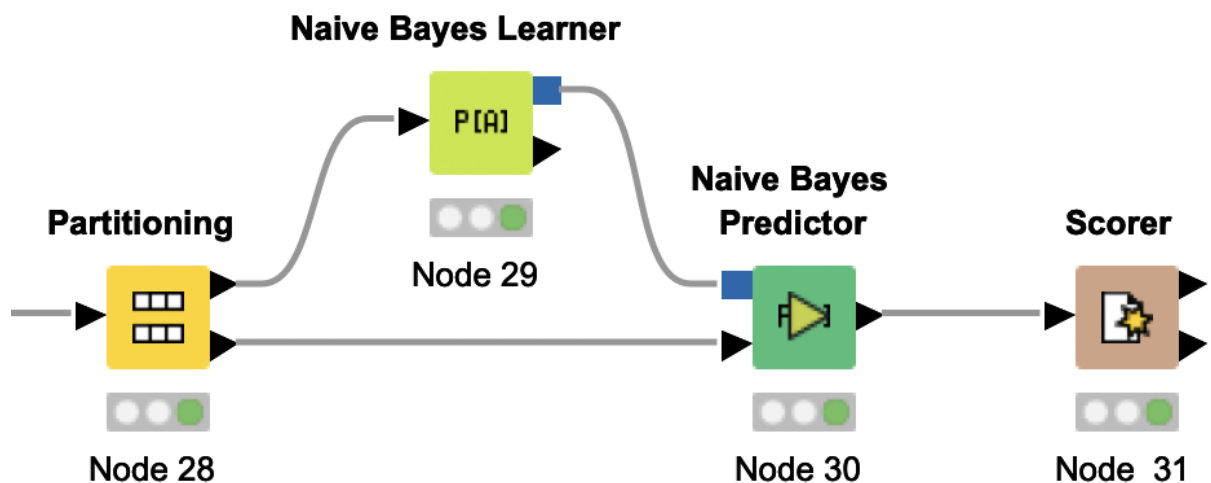 Naive Bayes Learner
P[A]
Node 29
Partitioning
Node 28
Naive Bayes
Predictor
Node 30
Scorer
Node 31